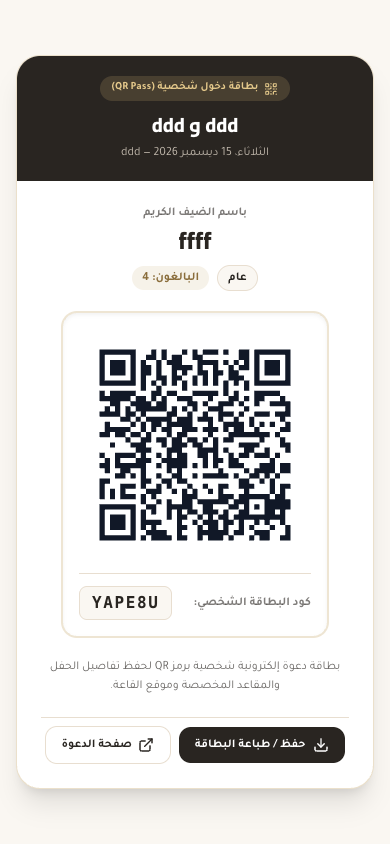 بطاقة دخول شخصية (QR Pass)
ddd و ddd
الثلاثاء، 15 ديسمبر 2026 — ddd
باسم الضيف الكريم
ffff
عام
البالغون: 4
كود البطاقة الشخصي:
YAPE8U
بطاقة دعوة إلكترونية شخصية برمز QR لحفظ تفاصيل الحفل
والمقاعد المخصصة وموقع القاعة.
حفظ / طباعة البطاقة
صفحة الدعوة